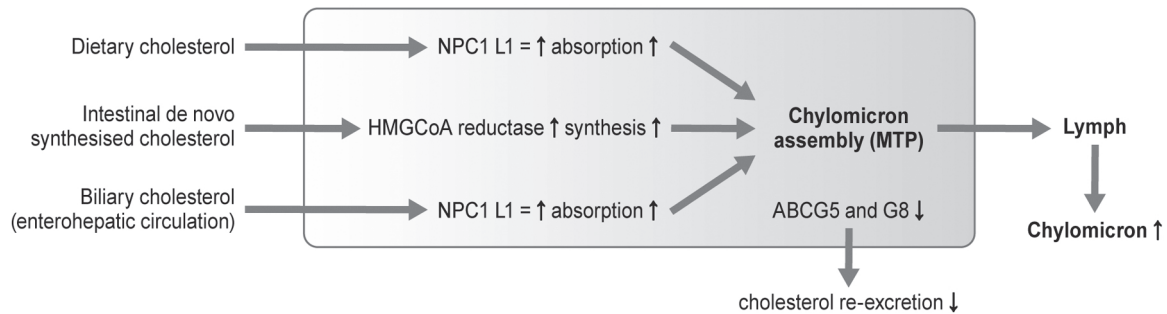 Dietary cholesterol
NPC1 L1 = ↑ absorption ↑
Intestinal de novo
synthesised cholesterol
HMGCoA reductase ↑ synthesis ↑
Chylomicron
assembly (MTP)
Lymph
Biliary cholesterol
(enterohepatic circulation)
NPC1 L1 = ↑ absorption ↑
ABCG5 and G8 ↓
Chylomicron ↑
cholesterol re-excretion ↓